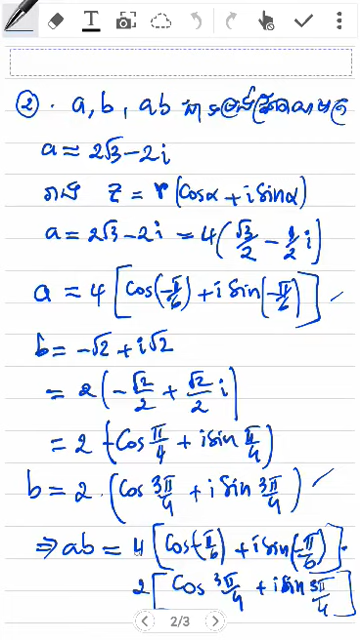 ② . a, b, ab
a = 2√3 − 2i
តាង z = r (cosα + i sinα)
a = 2√3 − 2i = 4 (√3/2 − 1/2 i)
a = 4 [cos(−π/6) + i sin(−π/6)]
b = −√2 + i√2
= 2 (−√2/2 + √2/2 i)
= 2 (−cos π/4 + i sin π/4)
b = 2 · (cos 3π/4 + i sin 3π/4)
⇒ ab = 4 [cos(−π/6) + i sin(−π/6)] ·
2 [cos 3π/4 + i sin 3π/4]
2/3